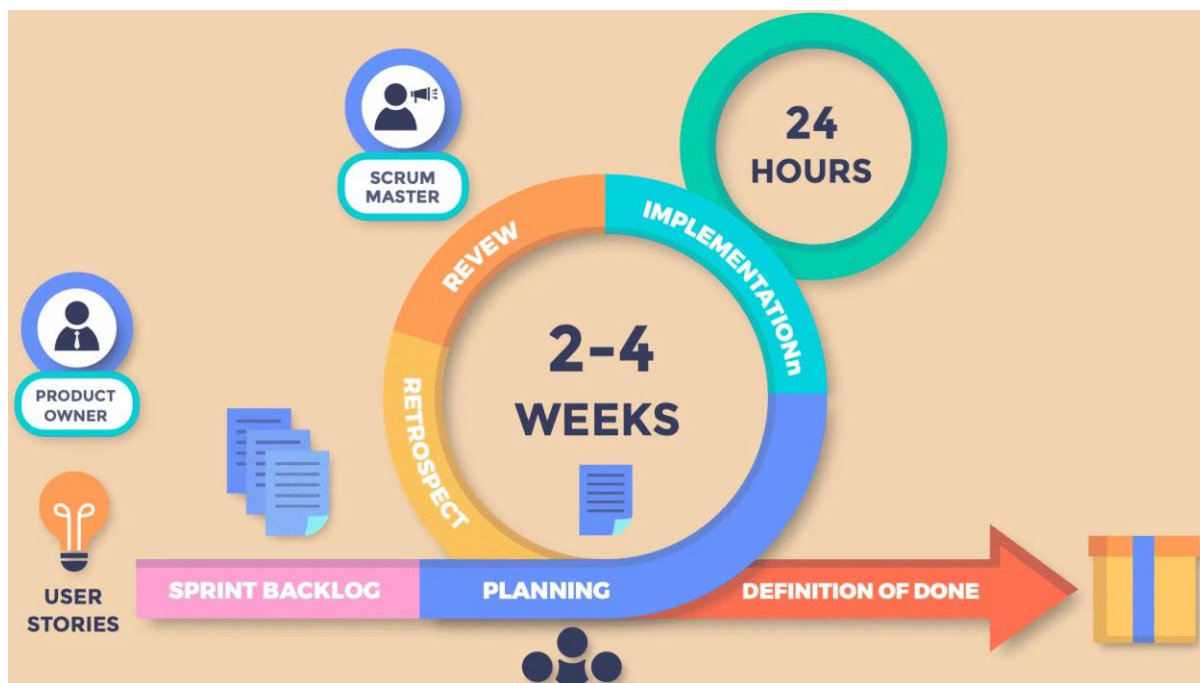 24
HOURS
SCRUM
MASTER
REVEW
IMPLEMENTATIONn
2-4
WEEKS
PRODUCT
OWNER
RETROSPECT
USER
STORIES
SPRINT BACKLOG
PLANNING
DEFINITION OF DONE